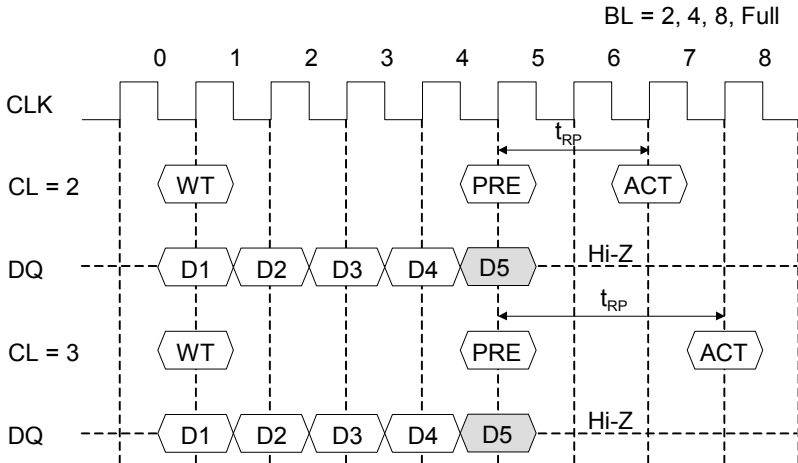 BL = 2, 4, 8, Full
0 1 2 3 4 5 6 7 8
CLK
t_RP
CL = 2 WT PRE ACT
DQ D1 D2 D3 D4 D5 Hi-Z
t_RP
CL = 3 WT PRE ACT
DQ D1 D2 D3 D4 D5 Hi-Z